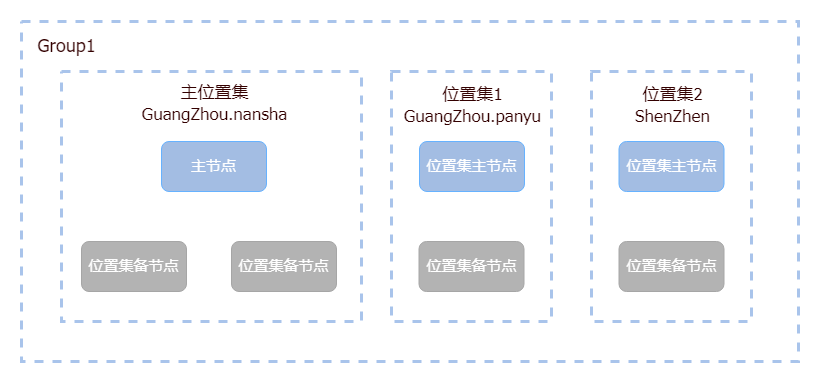 Group1
主位置集
GuangZhou.nansha
主节点
位置集备节点
位置集备节点
位置集1
GuangZhou.panyu
位置集主节点
位置集备节点
位置集2
ShenZhen
位置集主节点
位置集备节点